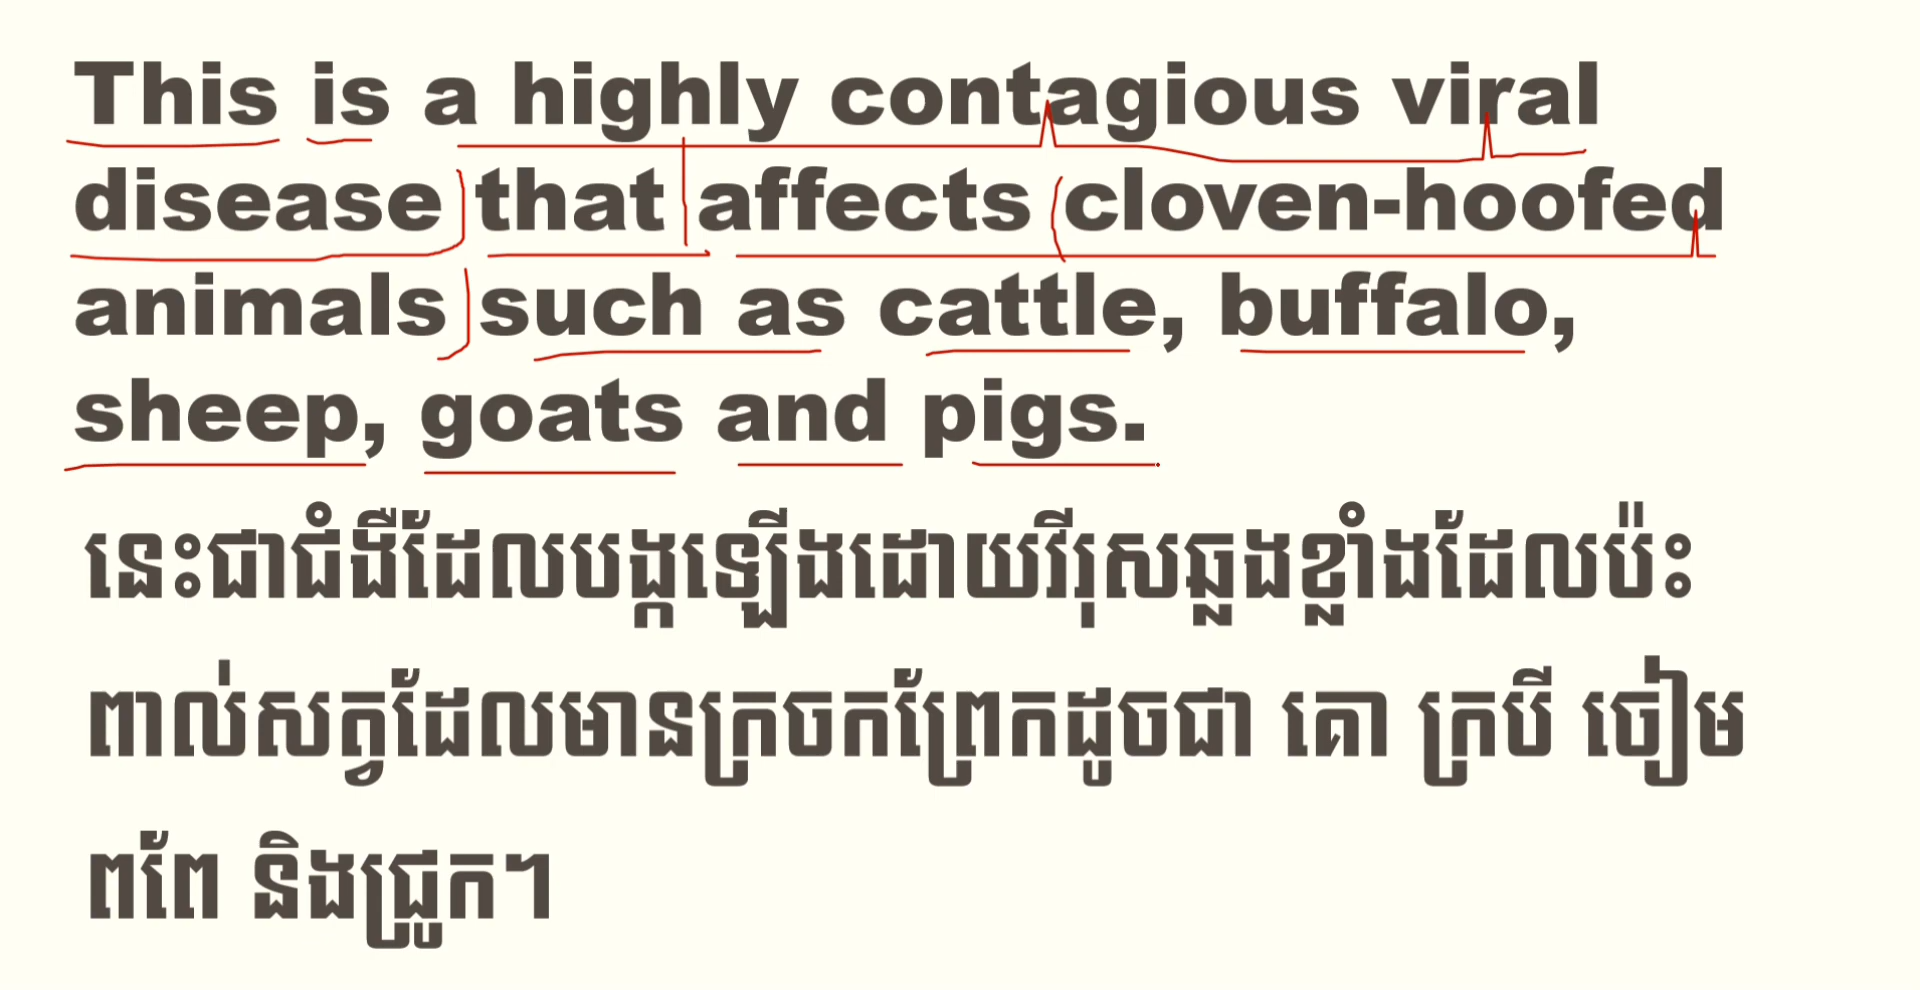 This is a highly contagious viral
disease that affects cloven-hoofed
animals such as cattle, buffalo,
sheep, goats and pigs.
នេះជាជំងឺដែលបង្កឡើងដោយវីរុសឆ្លងខ្លាំងដែលប៉ះ
ពាល់សត្វដែលមានក្រចកព្រែកដូចជា គោ ក្របី ចៀម
ពពែ និងជ្រូក។